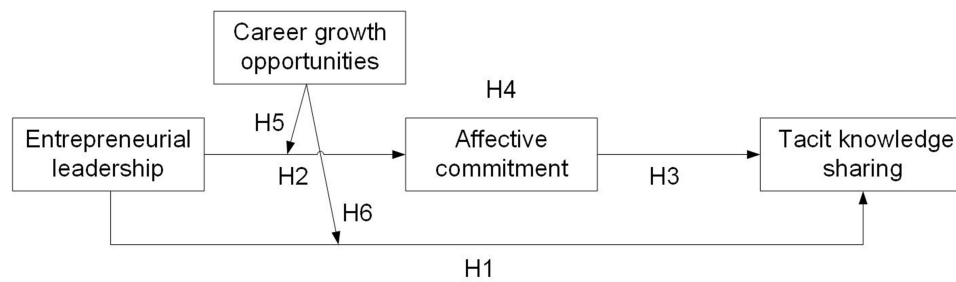 Career growth
opportunities
H4
H5
Entrepreneurial
leadership
Affective
commitment
Tacit knowledge
sharing
H2
H3
H6
H1